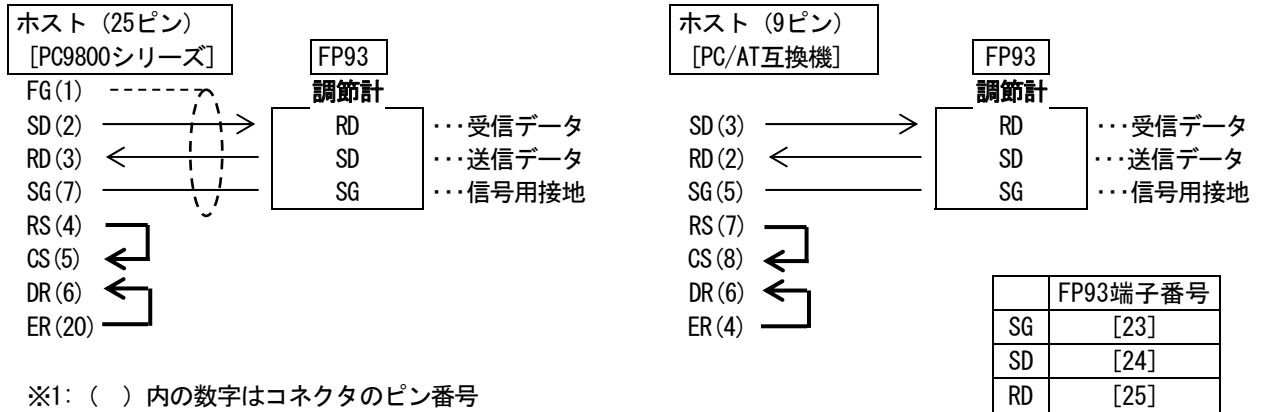 ホスト (25ピン)
[PC9800シリーズ]
FP93
調節計
FG(1)
SD(2)
RD
･･･受信データ
RD(3)
SD
･･･送信データ
SG(7)
SG
･･･信号用接地
RS(4)
CS(5)
DR(6)
ER(20)
※1: ( ) 内の数字はコネクタのピン番号
ホスト (9ピン)
[PC/AT互換機]
FP93
調節計
SD(3)
RD
･･･受信データ
RD(2)
SD
･･･送信データ
SG(5)
SG
･･･信号用接地
RS(7)
CS(8)
DR(6)
ER(4)
FP93端子番号
SG [23]
SD [24]
RD [25]